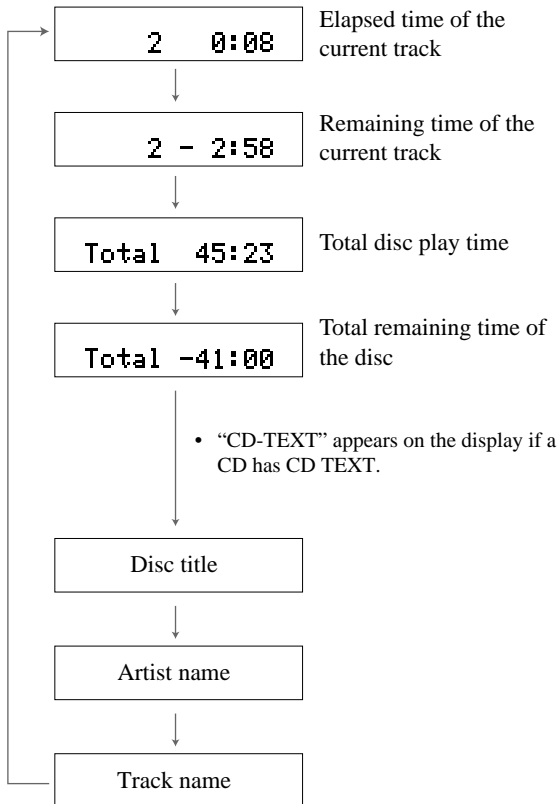 2 0:08
Elapsed time of the
current track
2 - 2:58
Remaining time of the
current track
Total 45:23
Total disc play time
Total -41:00
Total remaining time of
the disc
• “CD-TEXT” appears on the display if a
CD has CD TEXT.
Disc title
Artist name
Track name